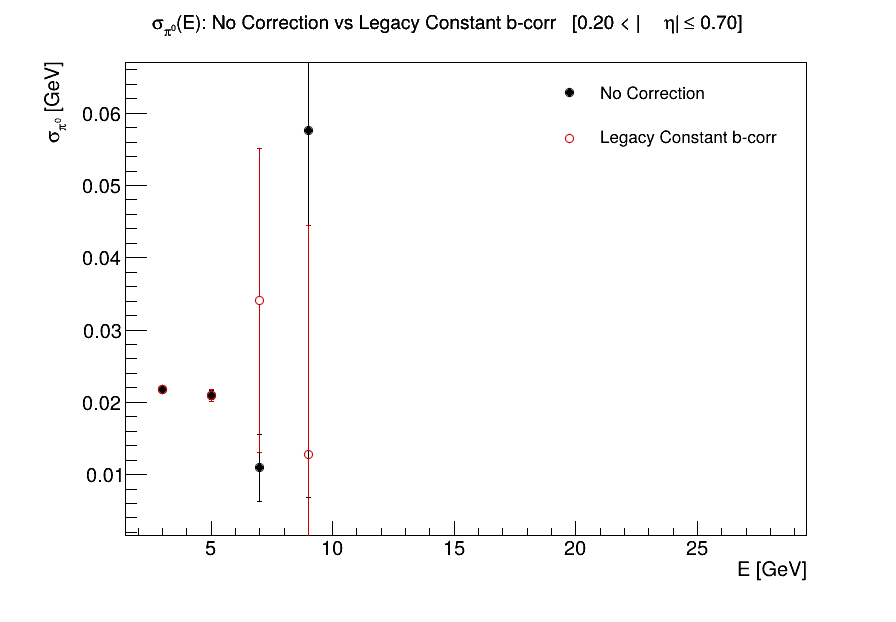 σπ⁰(E): No Correction vs Legacy Constant b-corr [0.20 < | η| ≤ 0.70]
σπ⁰ [GeV]
No Correction
Legacy Constant b-corr
0.06
0.05
0.04
0.03
0.02
0.01
5 10 15 20 25
E [GeV]